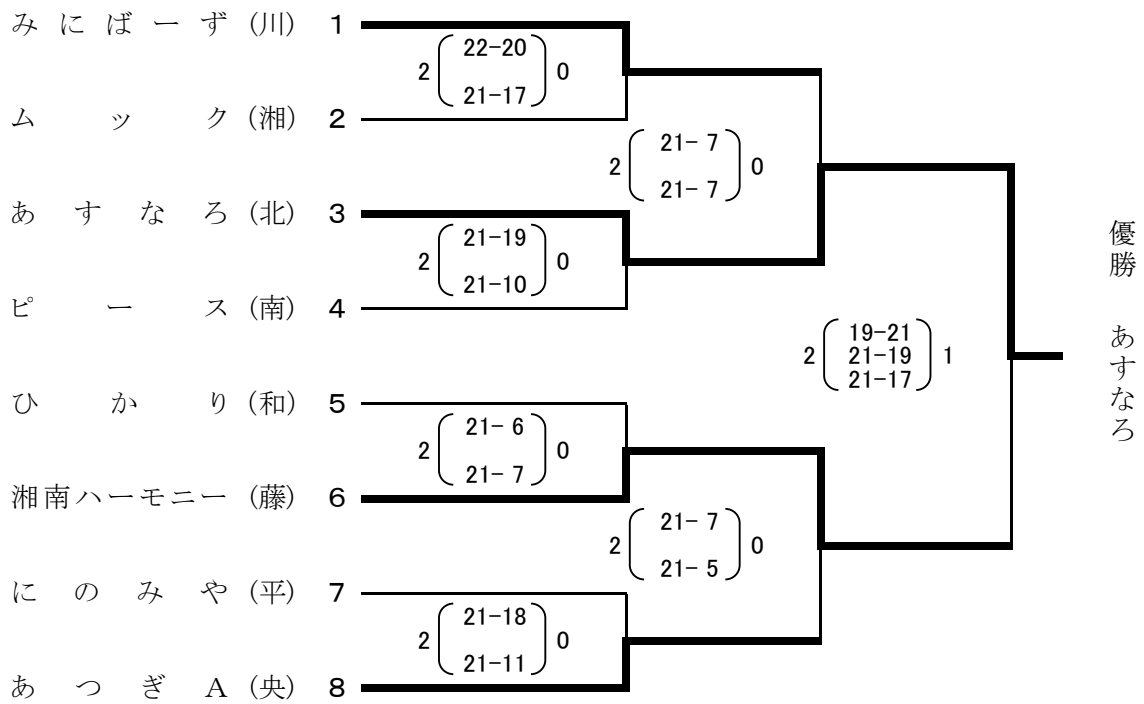 みにばーず (川) 1
2 22-20 0
21-17
ムック (湘) 2
2 21- 7 0
21- 7
あすなろ (北) 3
2 21-19 0
21-10
ピース (南) 4
2 19-21 1
21-19
21-17
優勝 あすなろ
ひかり (和) 5
2 21- 6 0
21- 7
湘南ハーモニー (藤) 6
2 21- 7 0
21- 5
にのみや (平) 7
2 21-18 0
21-11
あつぎA (央) 8